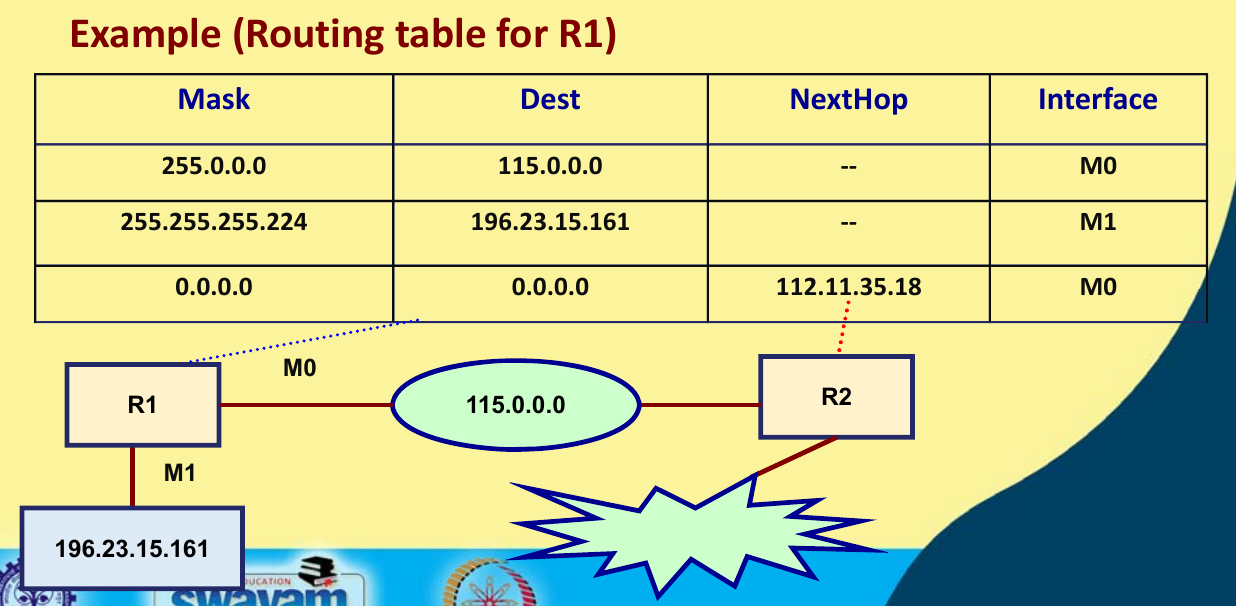 Example (Routing table for R1)
Mask Dest NextHop Interface
255.0.0.0 115.0.0.0 -- M0
255.255.255.224 196.23.15.161 -- M1
0.0.0.0 0.0.0.0 112.11.35.18 M0
M0
R1 115.0.0.0 R2
M1
196.23.15.161
EDUCATION
swayam